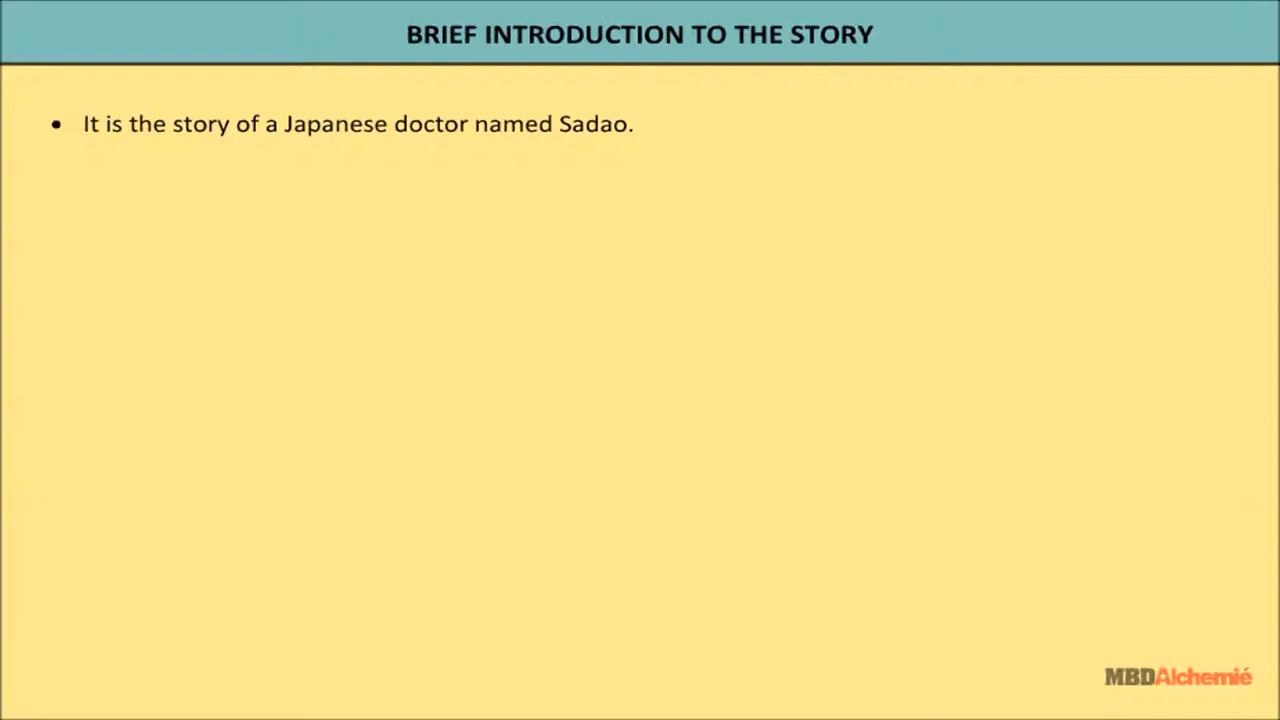 BRIEF INTRODUCTION TO THE STORY
• It is the story of a Japanese doctor named Sadao.
MBDAlchemié